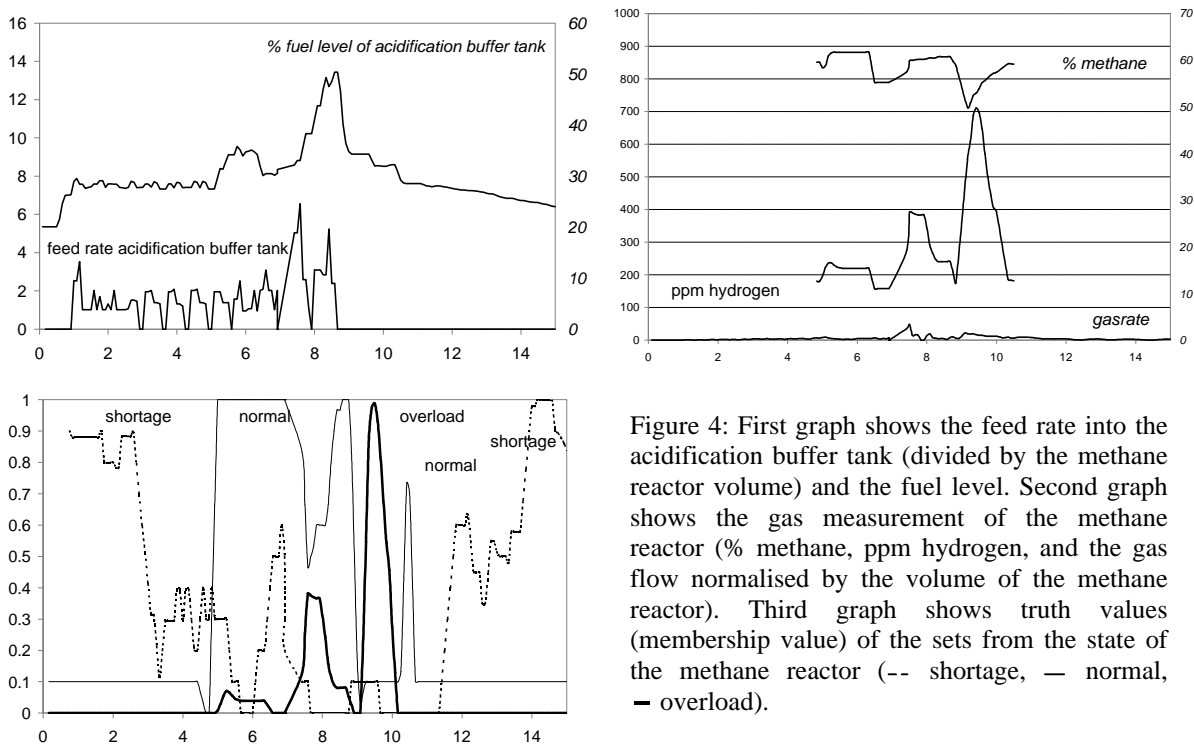 16
14
12
10
8
6
4
2
0
60
50
40
30
20
10
0
% fuel level of acidification buffer tank
feed rate acidification buffer tank
0 2 4 6 8 10 12 14
1000
900
800
700
600
500
400
300
200
100
0
70
60
50
40
30
20
10
0
% methane
ppm hydrogen
gasrate
0 2 4 6 8 10 12 14
1
0.9
0.8
0.7
0.6
0.5
0.4
0.3
0.2
0.1
0
shortage normal overload
shortage
normal
0 2 4 6 8 10 12 14
Figure 4: First graph shows the feed rate into the
acidification buffer tank (divided by the methane
reactor volume) and the fuel level. Second graph
shows the gas measurement of the methane
reactor (% methane, ppm hydrogen, and the gas
flow normalised by the volume of the methane
reactor). Third graph shows truth values
(membership value) of the sets from the state of
the methane reactor (-- shortage, — normal,
– overload).